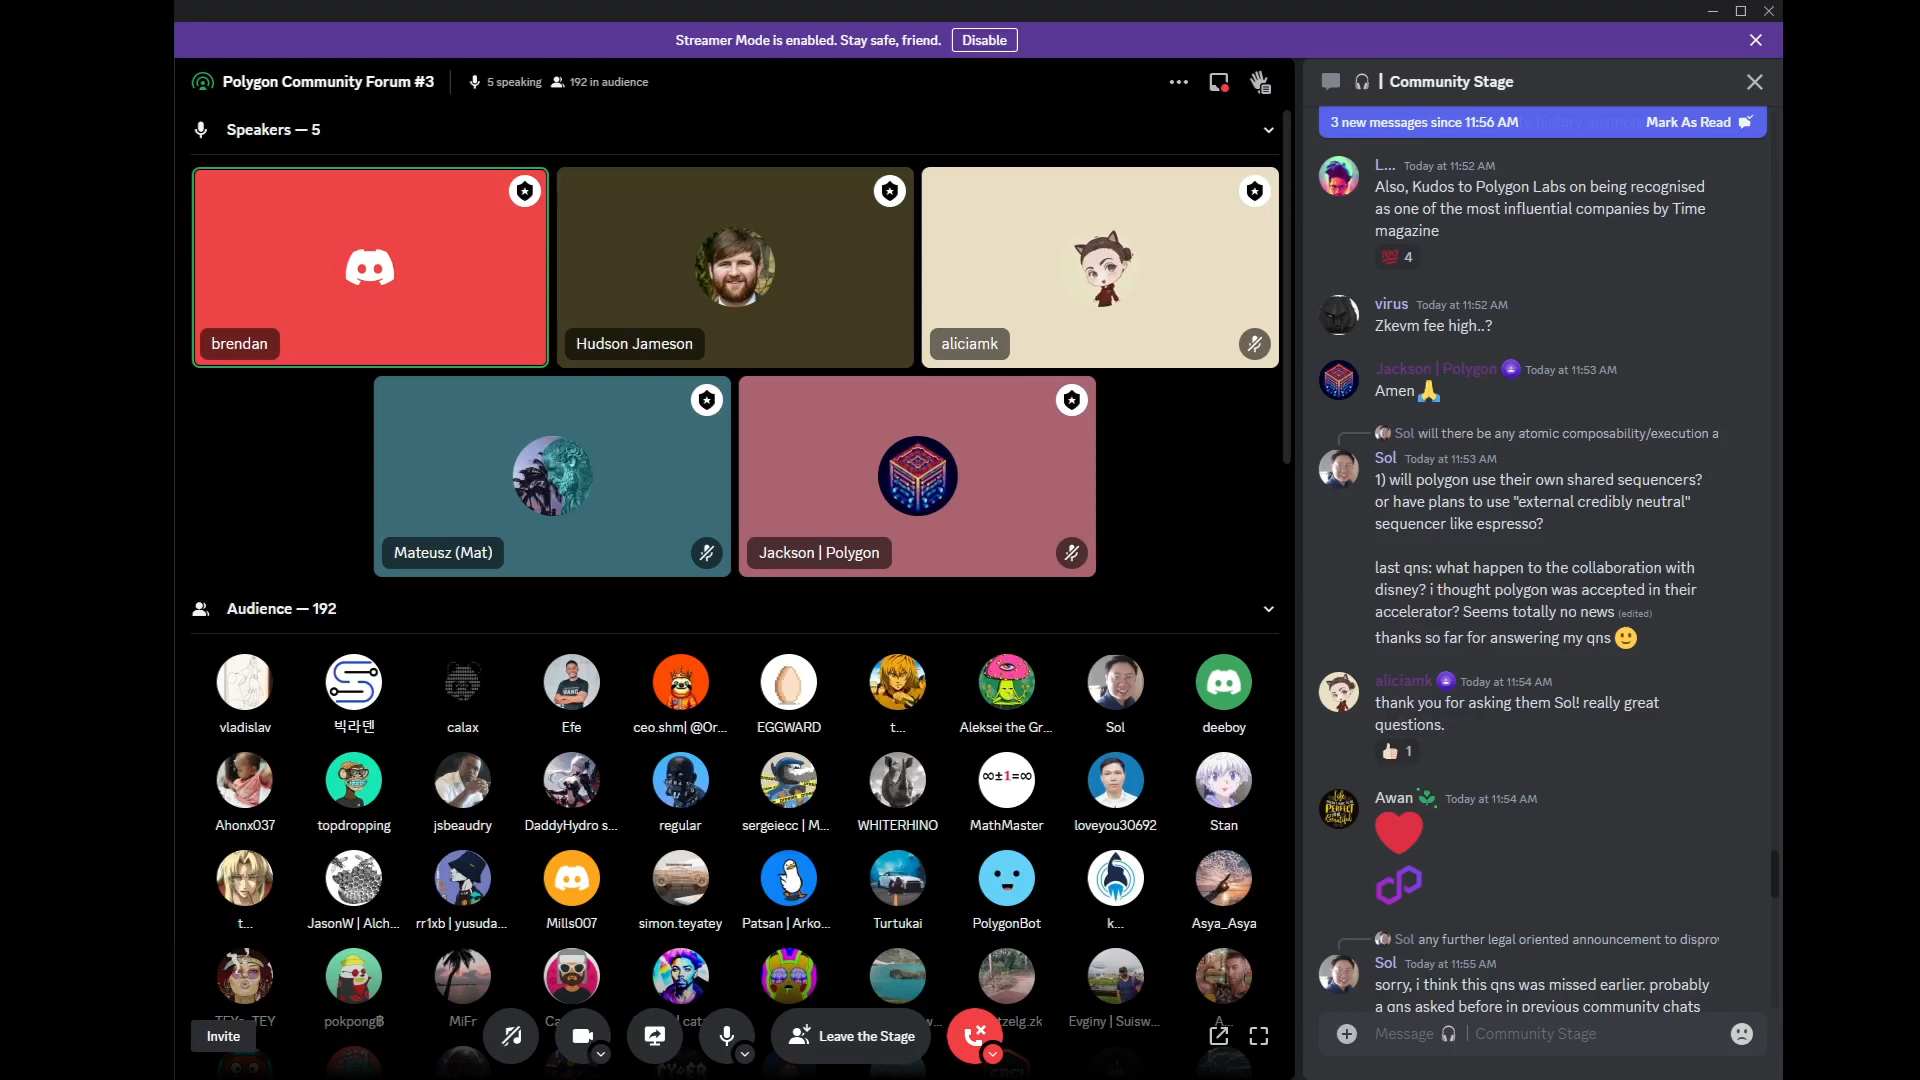 Streamer Mode is enabled. Stay safe, friend. Disable
Polygon Community Forum #3 5 speaking 192 in audience
Speakers — 5
brendan
Hudson Jameson
aliciamk
Mateusz (Mat)
Jackson | Polygon
Audience — 192
vladislav 빅라덴 calax Efe ceo.shm| @Or... EGGWARD t... Aleksei the Gr... Sol deeboy
∞±1=∞
Ahonx037 topdropping jsbeaudry DaddyHydro s... regular sergeiecc | M... WHITERHINO MathMaster loveyou30692 Stan
t... JasonW | Alch... rr1xb | yusuda... Mills007 simon.teyatey Patsan | Arko... Turtukai PolygonBot k... Asya_Asya
TEYo_TEY pokpong฿ MiFr Evginy | Suisw... A...
Invite
Leave the Stage
| Community Stage
3 new messages since 11:56 AM Mark As Read
L... Today at 11:52 AM
Also, Kudos to Polygon Labs on being recognised
as one of the most influential companies by Time
magazine
💯 4
virus Today at 11:52 AM
Zkevm fee high..?
Jackson | Polygon Today at 11:53 AM
Amen 🙏
Sol will there be any atomic composability/execution a
Sol Today at 11:53 AM
1) will polygon use their own shared sequencers?
or have plans to use "external credibly neutral"
sequencer like espresso?
last qns: what happen to the collaboration with
disney? i thought polygon was accepted in their
accelerator? Seems totally no news (edited)
thanks so far for answering my qns 🙂
aliciamk Today at 11:54 AM
thank you for asking them Sol! really great
questions.
👍🏻 1
Awan Today at 11:54 AM
Sol any further legal oriented announcement to disprov
Sol Today at 11:55 AM
sorry, i think this qns was missed earlier. probably
a qns asked before in previous community chats
Message | Community Stage